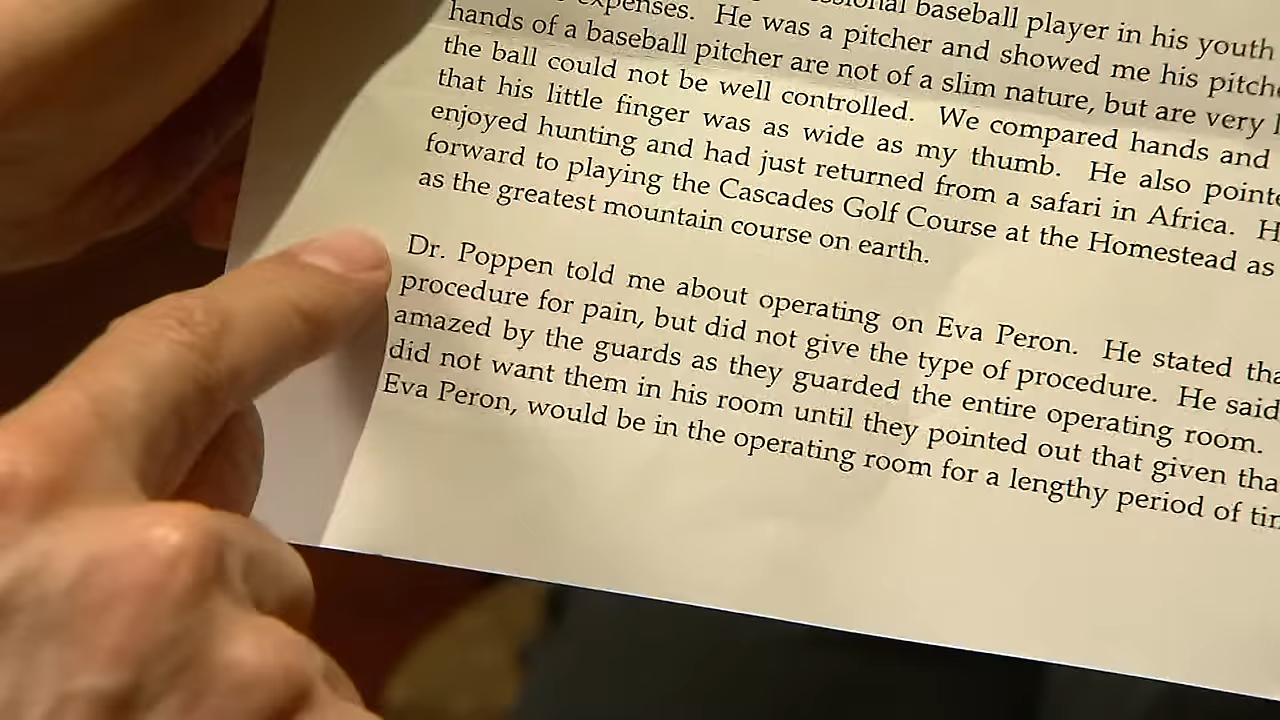 baseball player in his youth
expenses. He was a pitcher and showed me his
hands of a baseball pitcher are not of a slim nature, but are very
the ball could not be well controlled. We compared hands and
that his little finger was as wide as my thumb. He also
enjoyed hunting and had just returned from a safari in Africa.
forward to playing the Cascades Golf Course at the Homestead as
as the greatest mountain course on earth.
Dr. Poppen told me about operating on Eva Peron. He stated
procedure for pain, but did not give the type of procedure. He said
amazed by the guards as they guarded the entire operating room.
did not want them in his room until they pointed out that given
Eva Peron, would be in the operating room for a lengthy period of